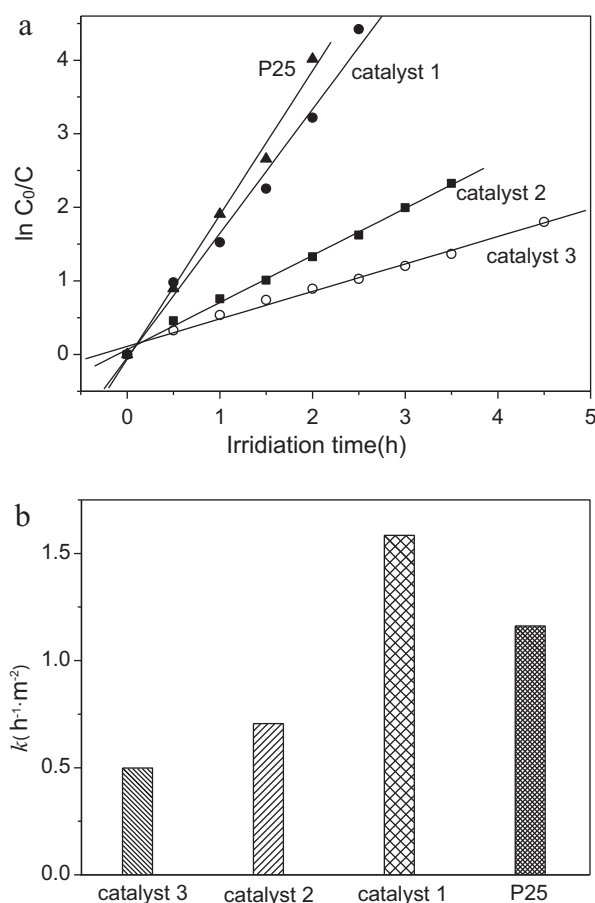 a
P25
catalyst 1
catalyst 2
catalyst 3
ln C₀/C
4
3
2
1
0
0 1 2 3 4 5
Irridiation time(h)
b
k( h⁻¹·m⁻²)
1.5
1.0
0.5
0.0
catalyst 3 catalyst 2 catalyst 1 P25